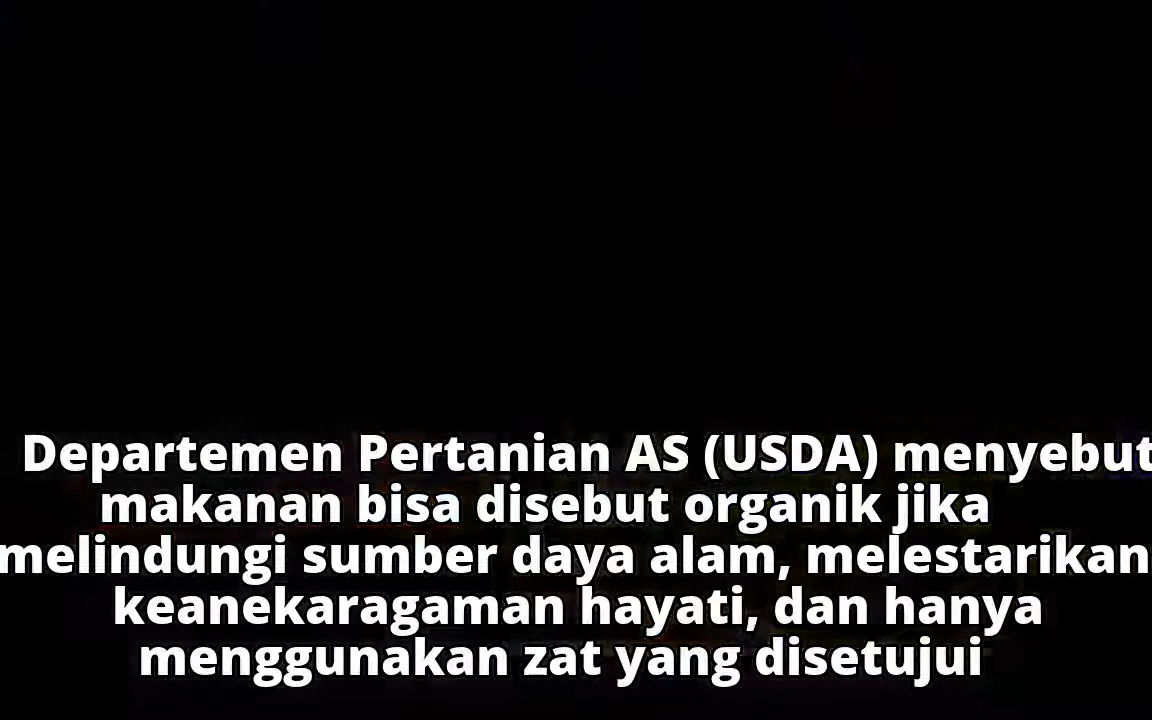 Departemen Pertanian AS (USDA) menyebut
makanan bisa disebut organik jika
melindungi sumber daya alam, melestarikan
keanekaragaman hayati, dan hanya
menggunakan zat yang disetujui